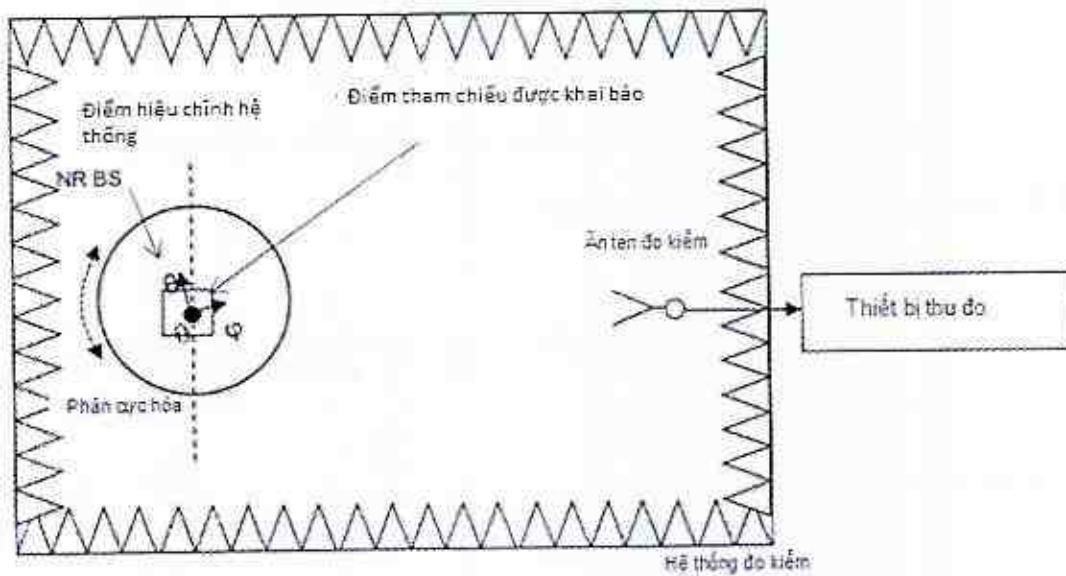 Điểm hiệu chỉnh hệ
thống
Điểm tham chiếu được khai báo
NR BS
Ăn ten đo kiểm
Thiết bị thu đo
θ
φ
Phân cực hóa
Hệ thống đo kiểm